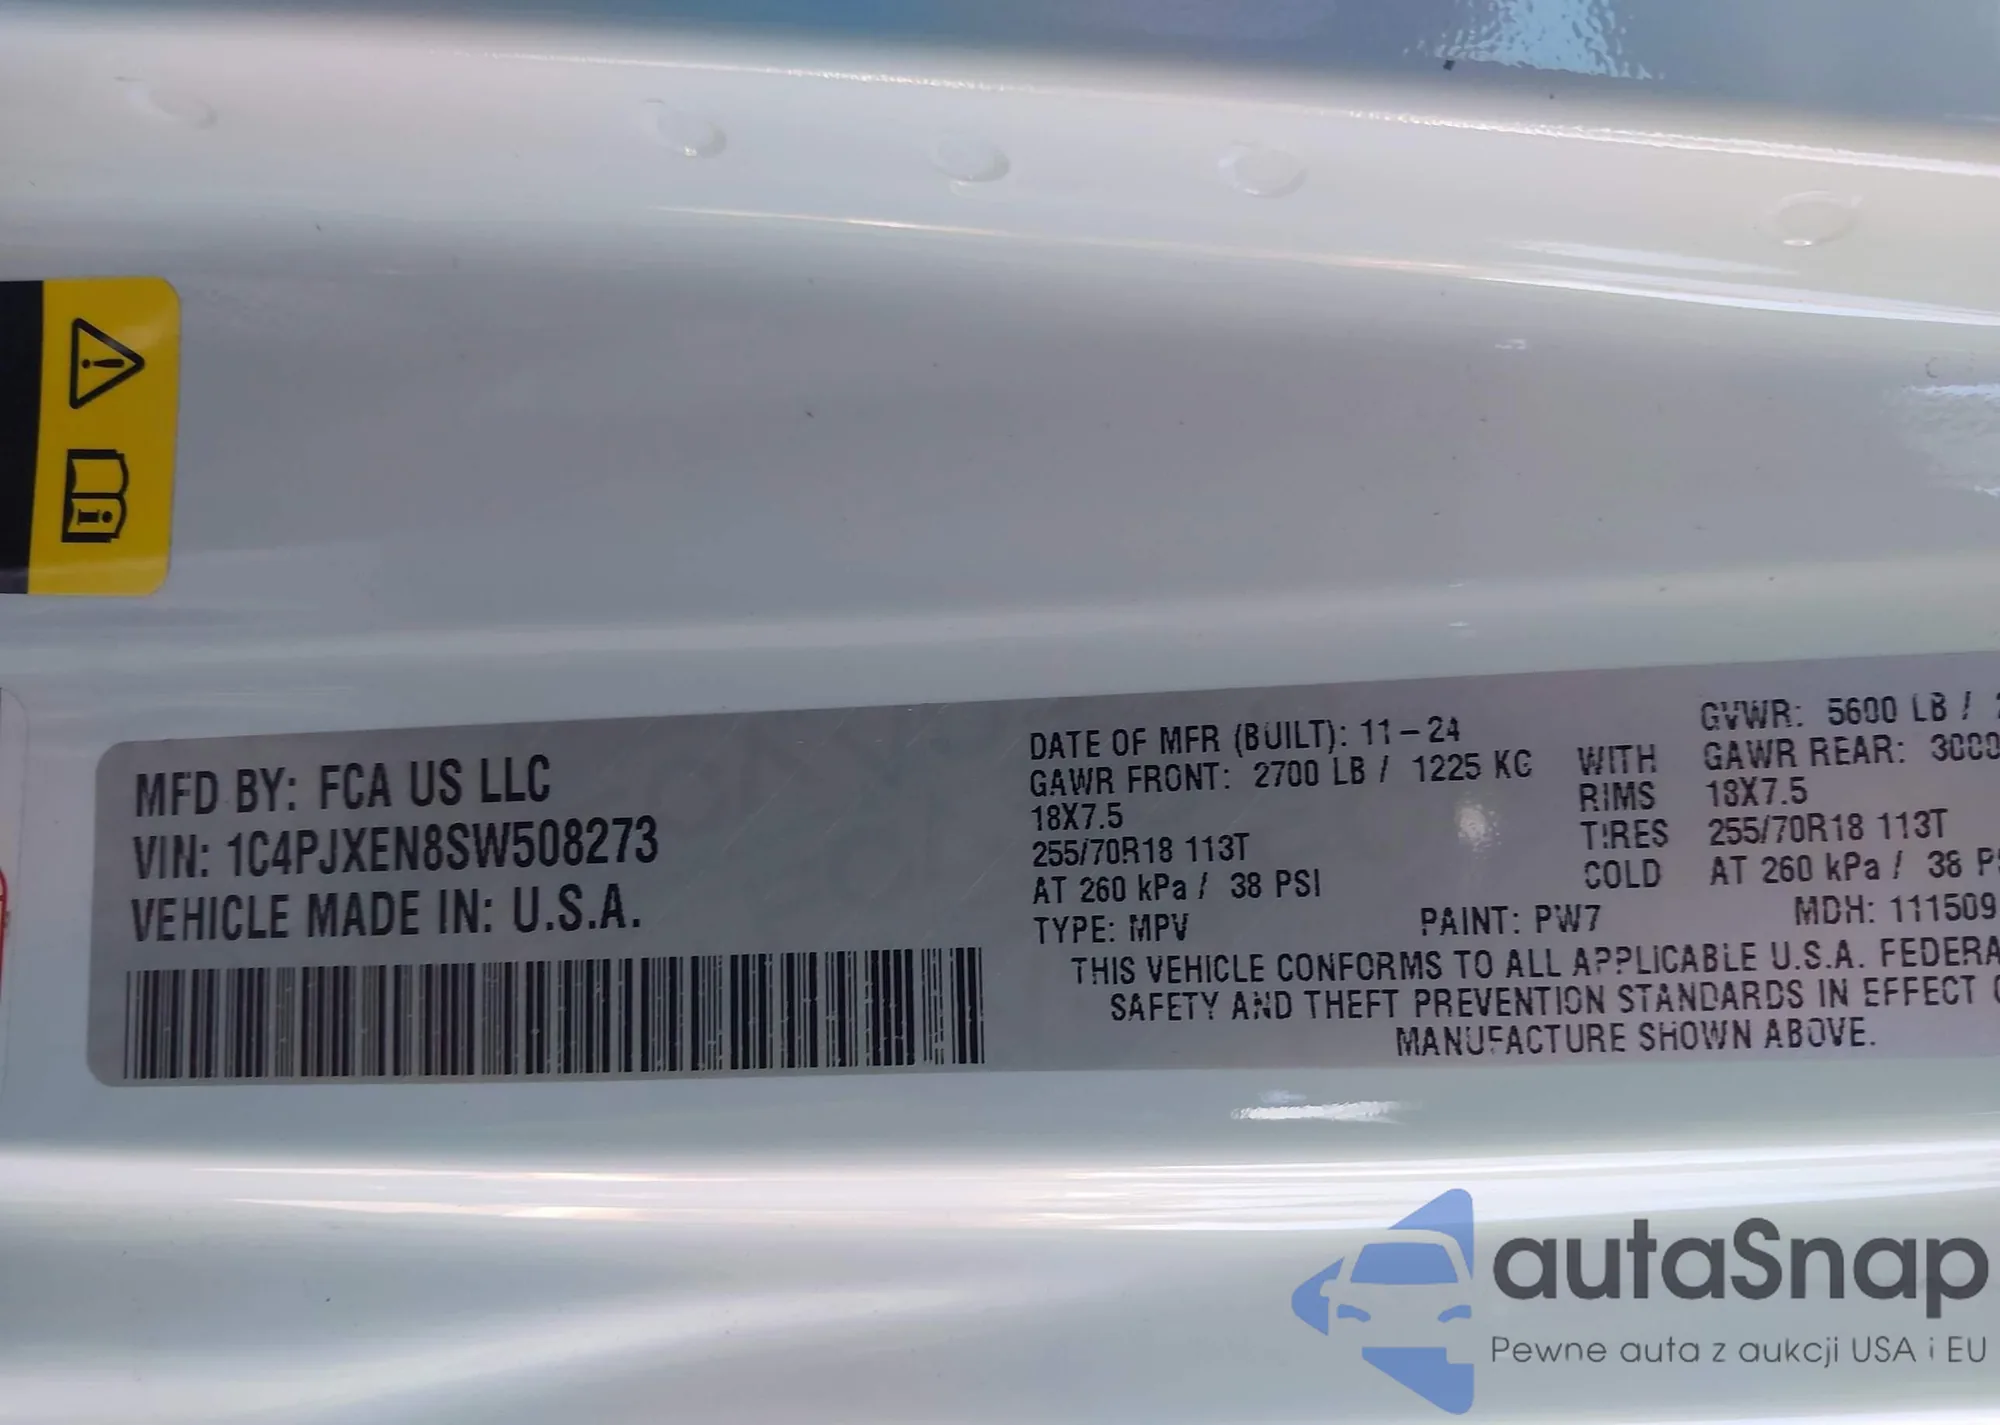 MFD BY: FCA US LLC
VIN: 1C4PJXEN8SW508273
VEHICLE MADE IN: U.S.A.
DATE OF MFR (BUILT): 11-24
GVWR: 5600 LB /
GAWR FRONT: 2700 LB / 1225 KG WITH GAWR REAR: 3000
18X7.5 RIMS 18X7.5
255/70R18 113T TIRES 255/70R18 113T
AT 260 kPa / 38 PSI COLD AT 260 kPa / 38
TYPE: MPV PAINT: PW7 MDH: 111509
THIS VEHICLE CONFORMS TO ALL APPLICABLE U.S.A. FEDERA
SAFETY AND THEFT PREVENTION STANDARDS IN EFFECT
MANUFACTURE SHOWN ABOVE.
autaSnap
Pewne auta z aukcji USA i EU